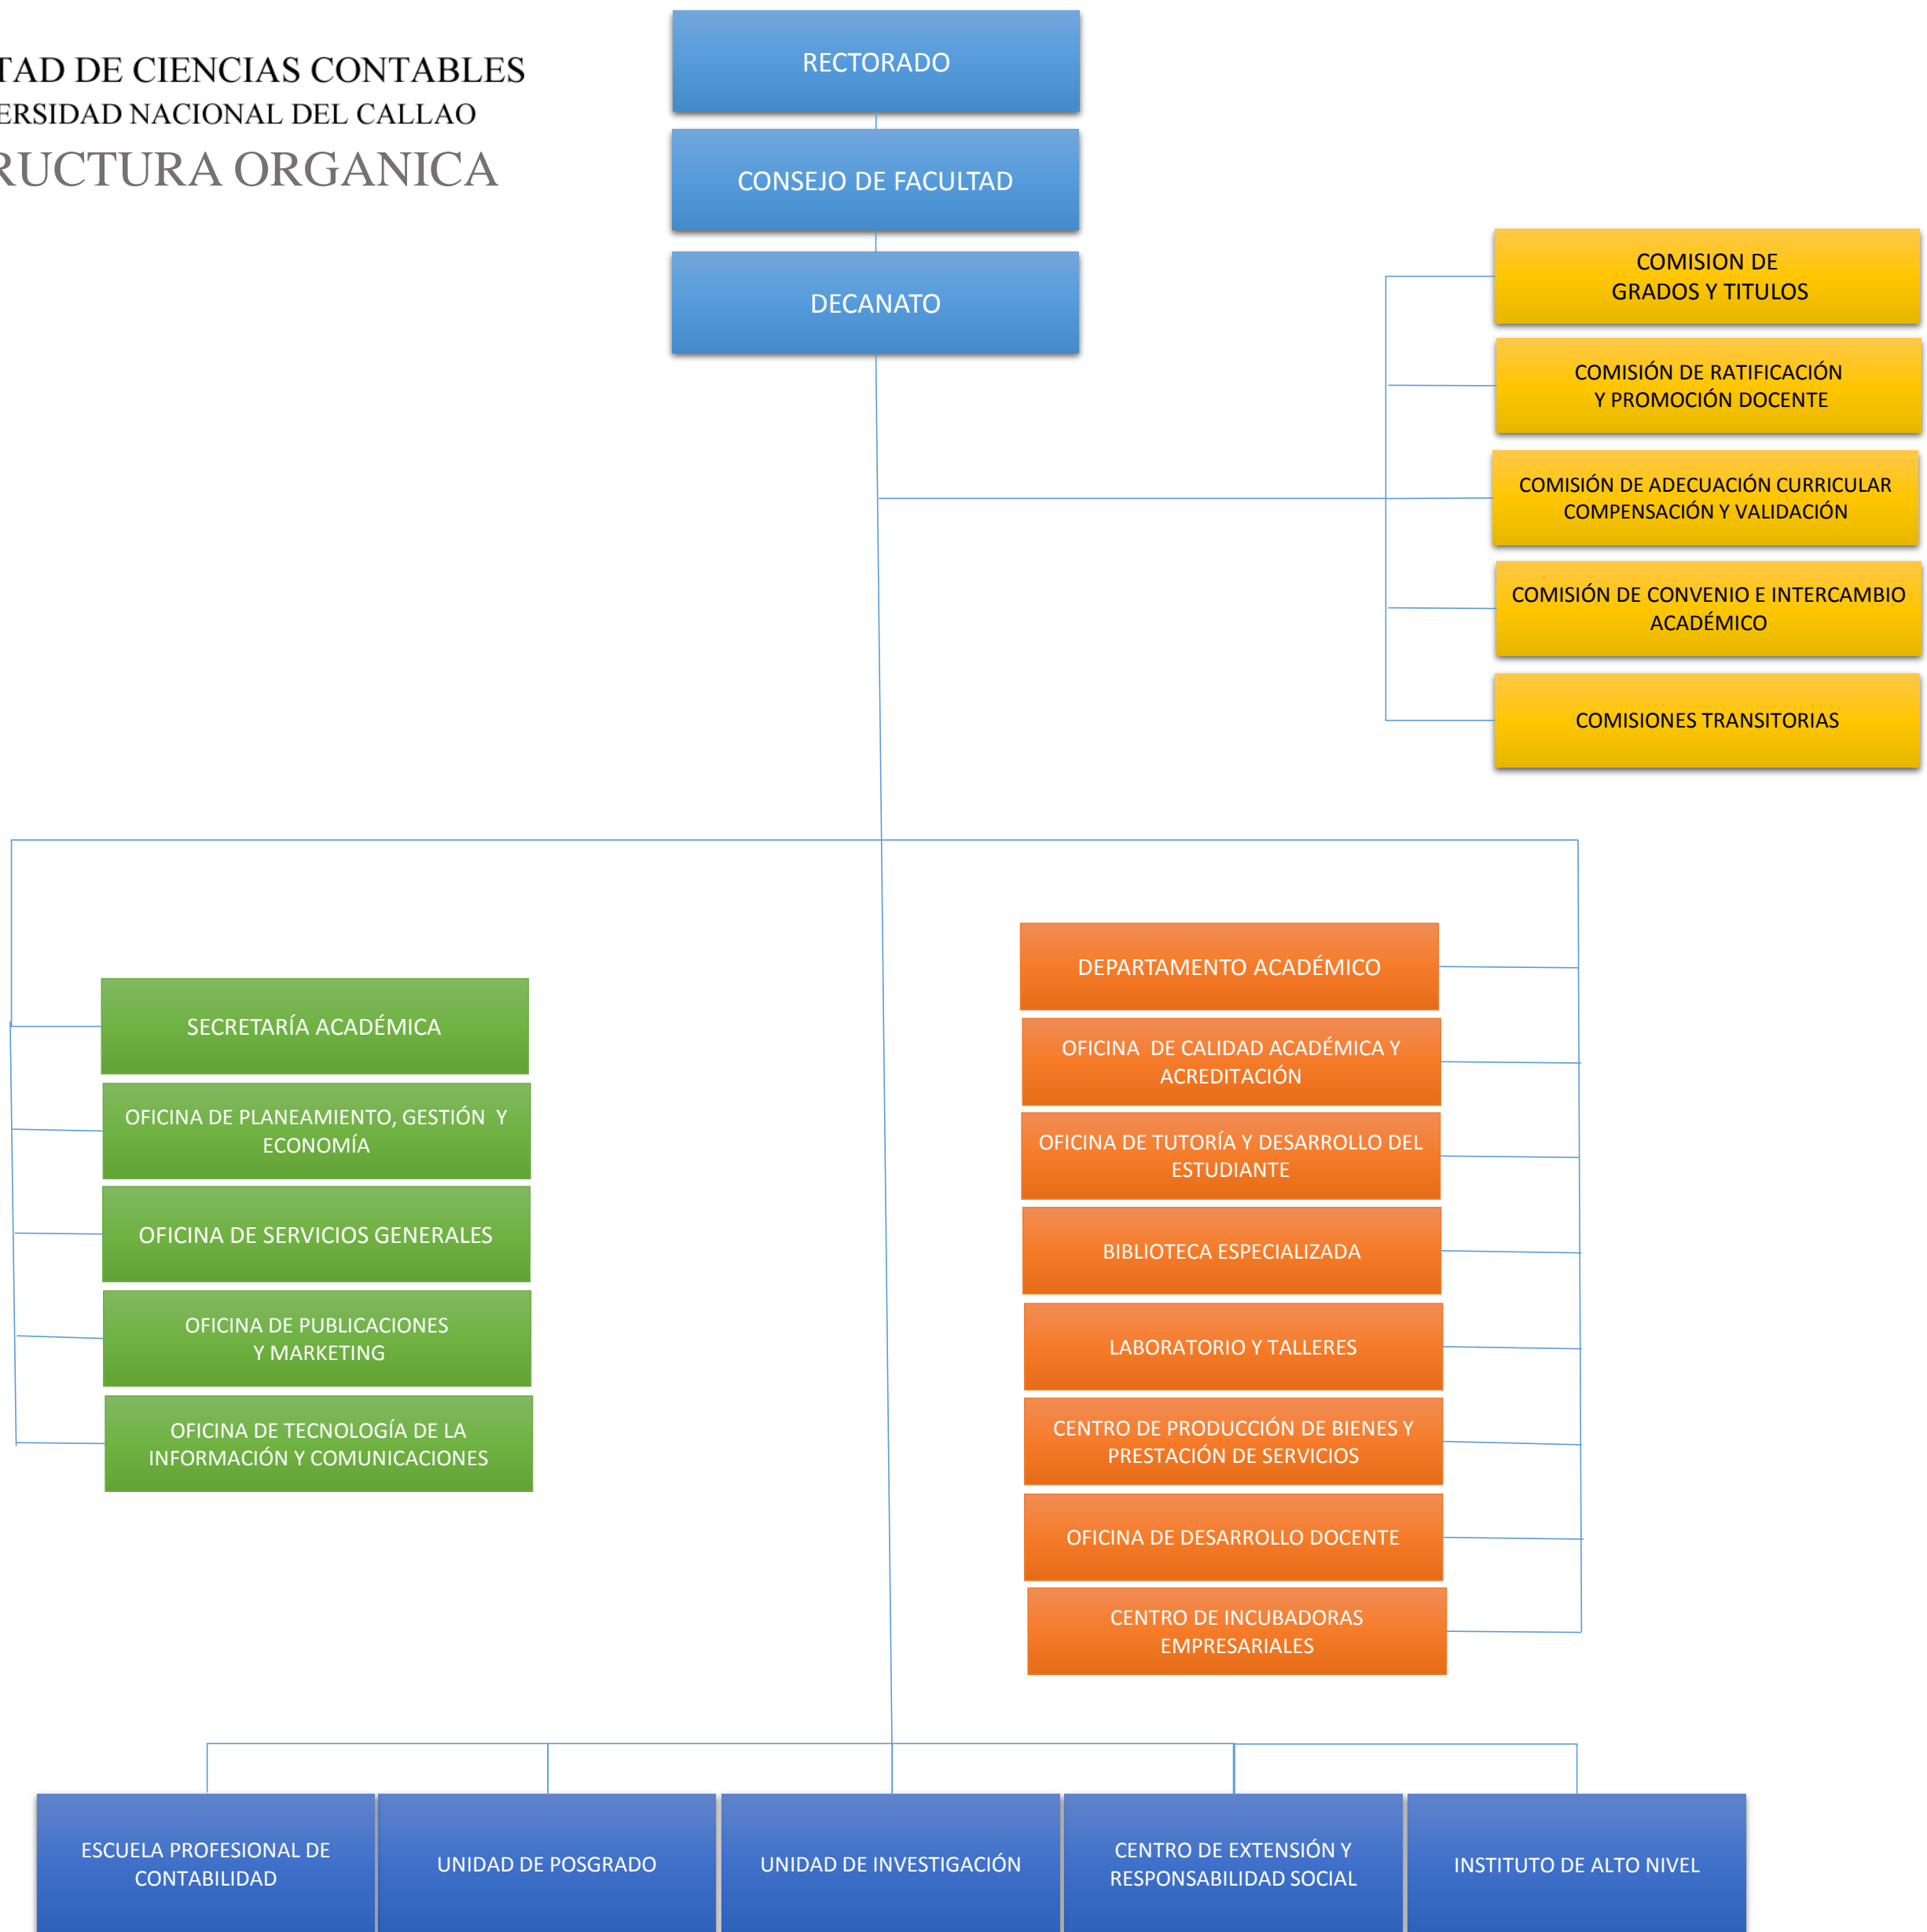 TAD DE CIENCIAS CONTABLES
ERSIDAD NACIONAL DEL CALLAO
RUCTURA ORGANICA
RECTORADO
CONSEJO DE FACULTAD
DECANATO
COMISION DE
GRADOS Y TITULOS
COMISIÓN DE RATIFICACIÓN
Y PROMOCIÓN DOCENTE
COMISIÓN DE ADECUACIÓN CURRICULAR
COMPENSACIÓN Y VALIDACIÓN
COMISIÓN DE CONVENIO E INTERCAMBIO
ACADÉMICO
COMISIONES TRANSITORIAS
SECRETARÍA ACADÉMICA
OFICINA DE PLANEAMIENTO, GESTIÓN Y
ECONOMÍA
OFICINA DE SERVICIOS GENERALES
OFICINA DE PUBLICACIONES
Y MARKETING
OFICINA DE TECNOLOGÍA DE LA
INFORMACIÓN Y COMUNICACIONES
DEPARTAMENTO ACADÉMICO
OFICINA DE CALIDAD ACADÉMICA Y
ACREDITACIÓN
OFICINA DE TUTORÍA Y DESARROLLO DEL
ESTUDIANTE
BIBLIOTECA ESPECIALIZADA
LABORATORIO Y TALLERES
CENTRO DE PRODUCCIÓN DE BIENES Y
PRESTACIÓN DE SERVICIOS
OFICINA DE DESARROLLO DOCENTE
CENTRO DE INCUBADORAS
EMPRESARIALES
ESCUELA PROFESIONAL DE
CONTABILIDAD
UNIDAD DE POSGRADO
UNIDAD DE INVESTIGACIÓN
CENTRO DE EXTENSIÓN Y
RESPONSABILIDAD SOCIAL
INSTITUTO DE ALTO NIVEL